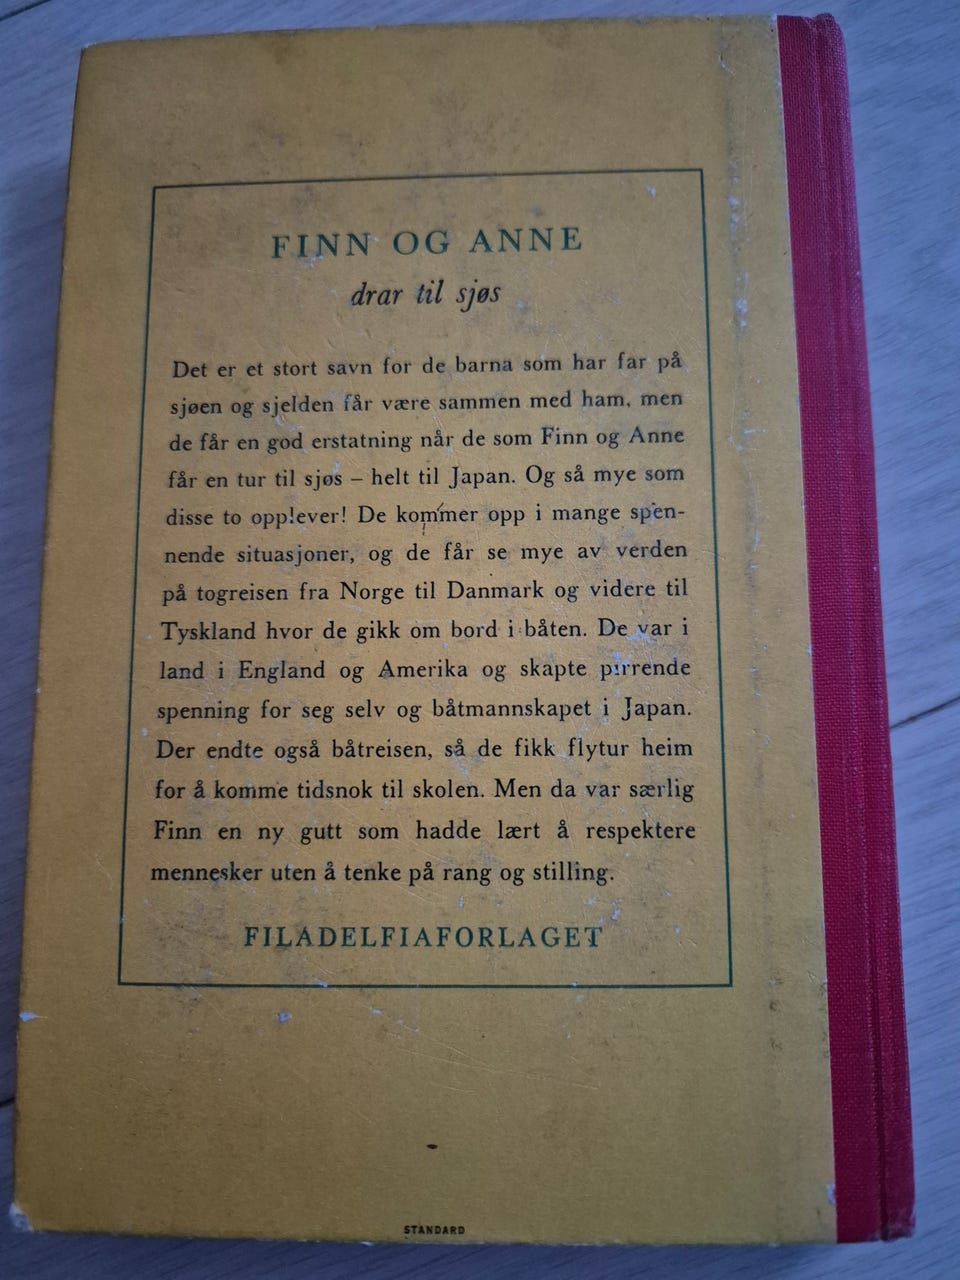 FINN OG ANNE
drar til sjøs
Det er et stort savn for de barna som har far på
sjøen og sjelden får være sammen med ham, men
de får en god erstatning når de som Finn og Anne
får en tur til sjøs – helt til Japan. Og så mye som
disse to opplever! De kommer opp i mange spen-
nende situasjoner, og de får se mye av verden
på togreisen fra Norge til Danmark og videre til
Tyskland hvor de gikk om bord i båten. De var i
land i England og Amerika og skapte pirrende
spenning for seg selv og båtmannskapet i Japan.
Der endte også båtreisen, så de fikk flytur heim
for å komme tidsnok til skolen. Men da var særlig
Finn en ny gutt som hadde lært å respektere
mennesker uten å tenke på rang og stilling.
FILADELFIAFORLAGET
STANDARD